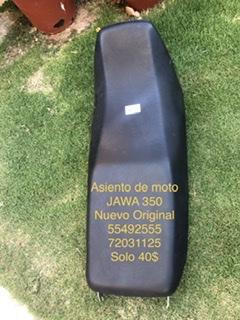 Asiento de moto
JAWA 350
Nuevo Original
55492555
72031125
Solo 40$